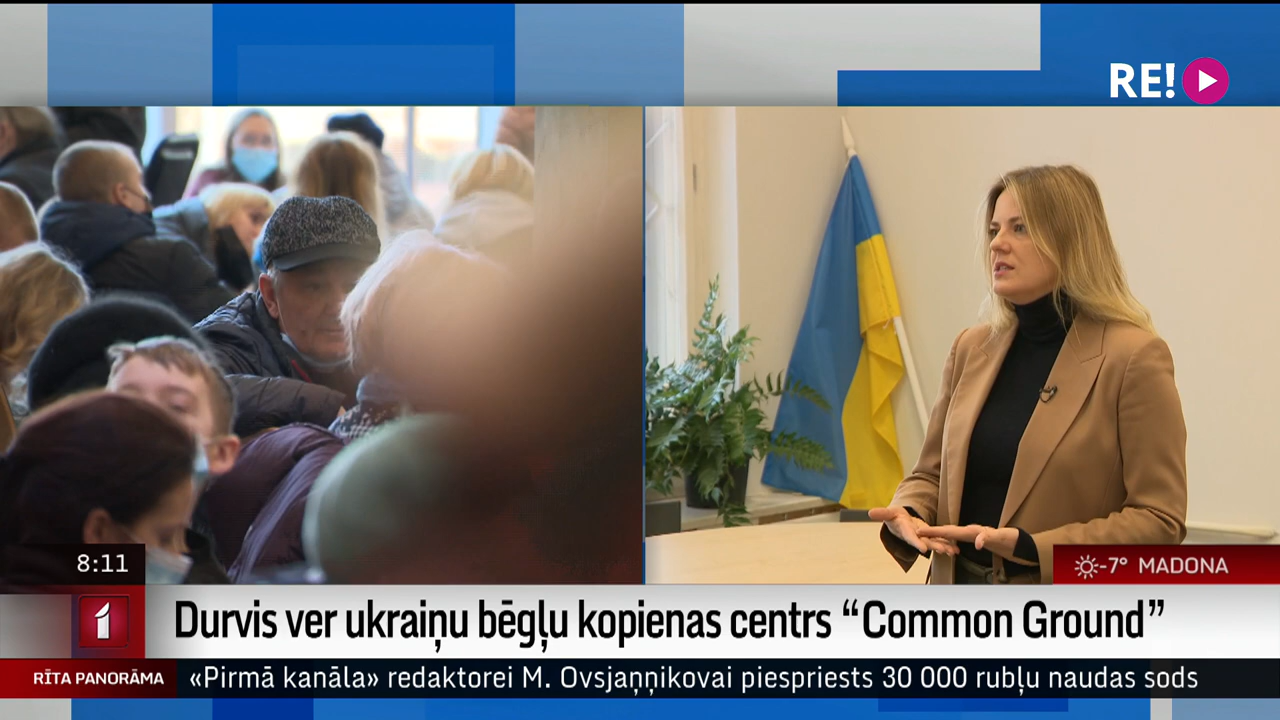 RE!
8:11
-7° MADONA
1
Durvis ver ukraiņu bēgļu kopienas centrs “Common Ground”
RĪTA PANORĀMA
«Pirmā kanāla» redaktorei M. Ovsjaņņikovai piespriests 30 000 rubļu naudas sods